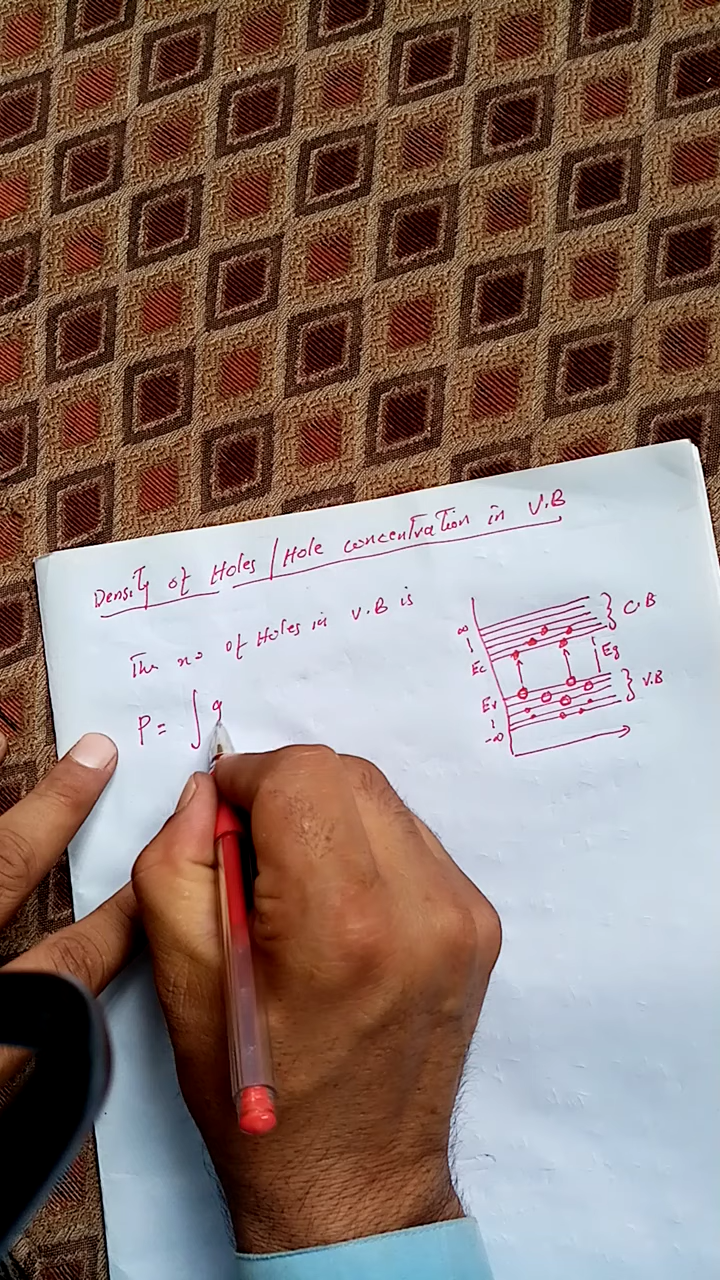 Density of Holes / Hole concentration in V.B
The no of Holes in V.B is
P = ∫ g
∞
C.B
Ec
Eg
Ev
V.B
-∞